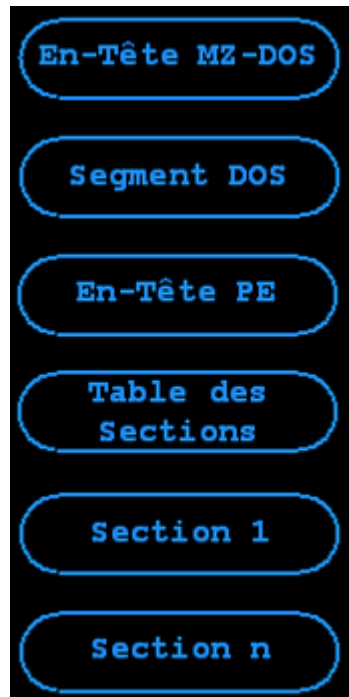 En-Tête MZ-DOS
Segment DOS
En-Tête PE
Table des
Sections
Section 1
Section n